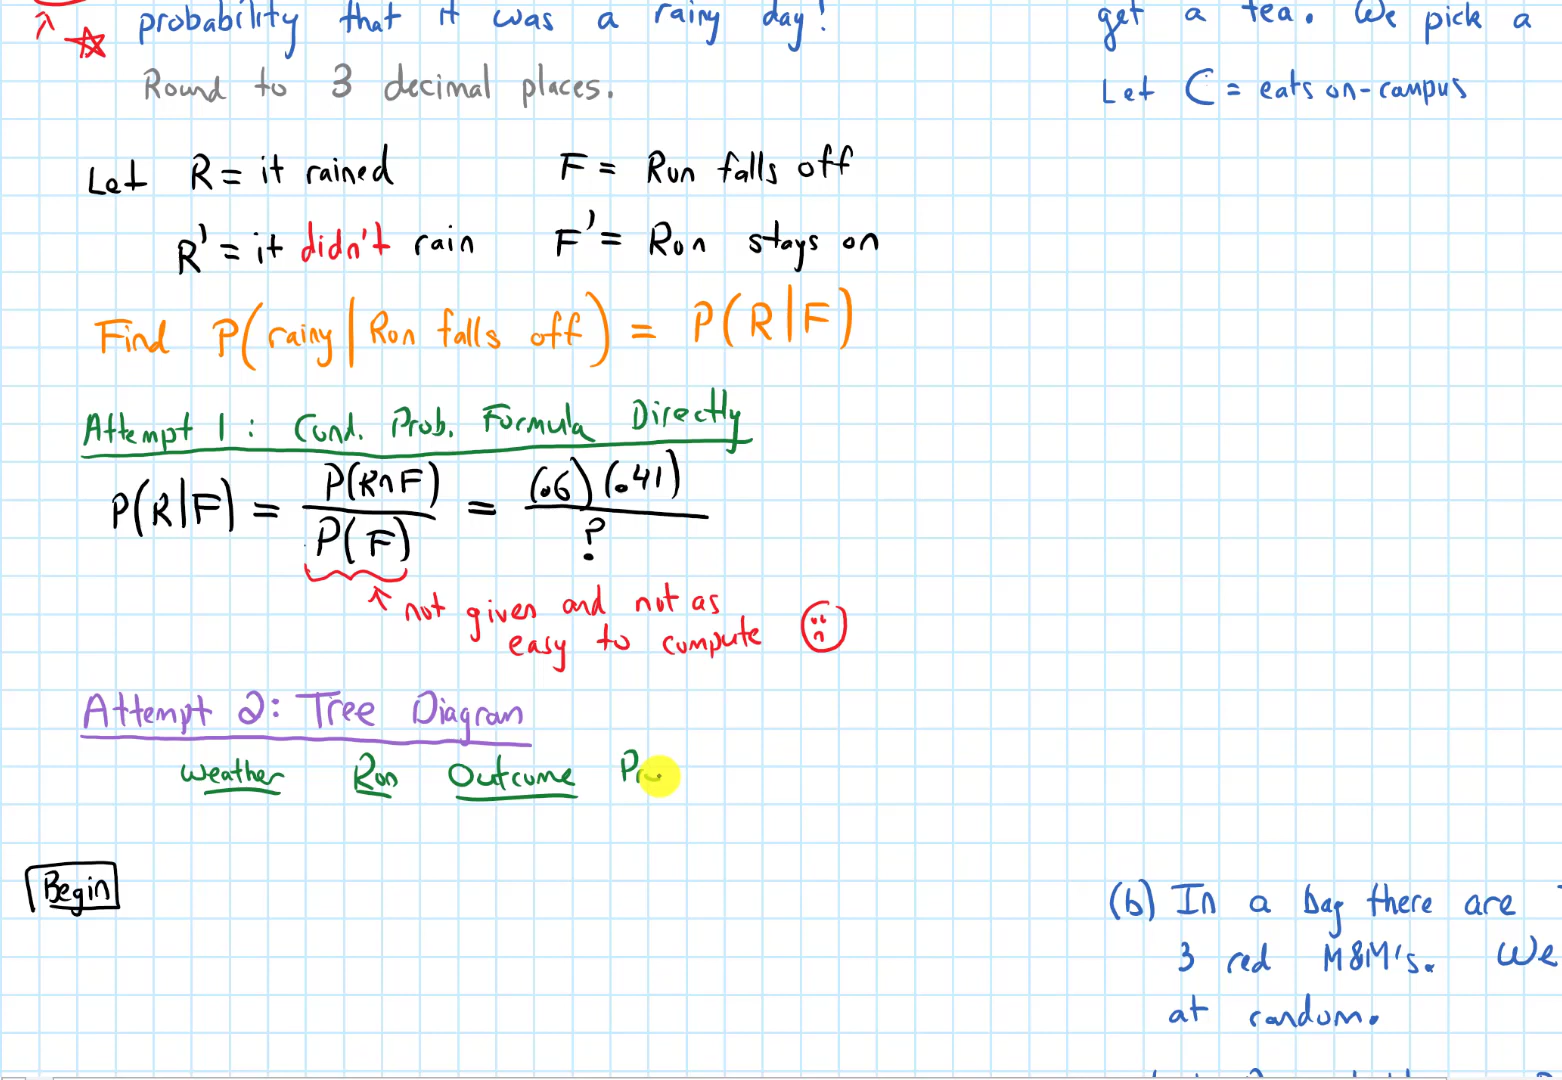 probability that it was a rainy day!
Round to 3 decimal places.
Let R = it rained F = Ron falls off
R' = it didn't rain F' = Ron stays on
Find P(rainy | Ron falls off) = P(R|F)
Attempt 1: Cond. Prob. Formula Directly
P(R|F) = P(R∩F) / P(F) = (.6)(.41) / ?
↑ not given and not as
easy to compute
Attempt 2: Tree Diagram
Weather Ron Outcome Pr
Begin
get a tea. We pick a
Let C = eats on-campus
(b) In a bag there are
3 red M&M's. We
at random.